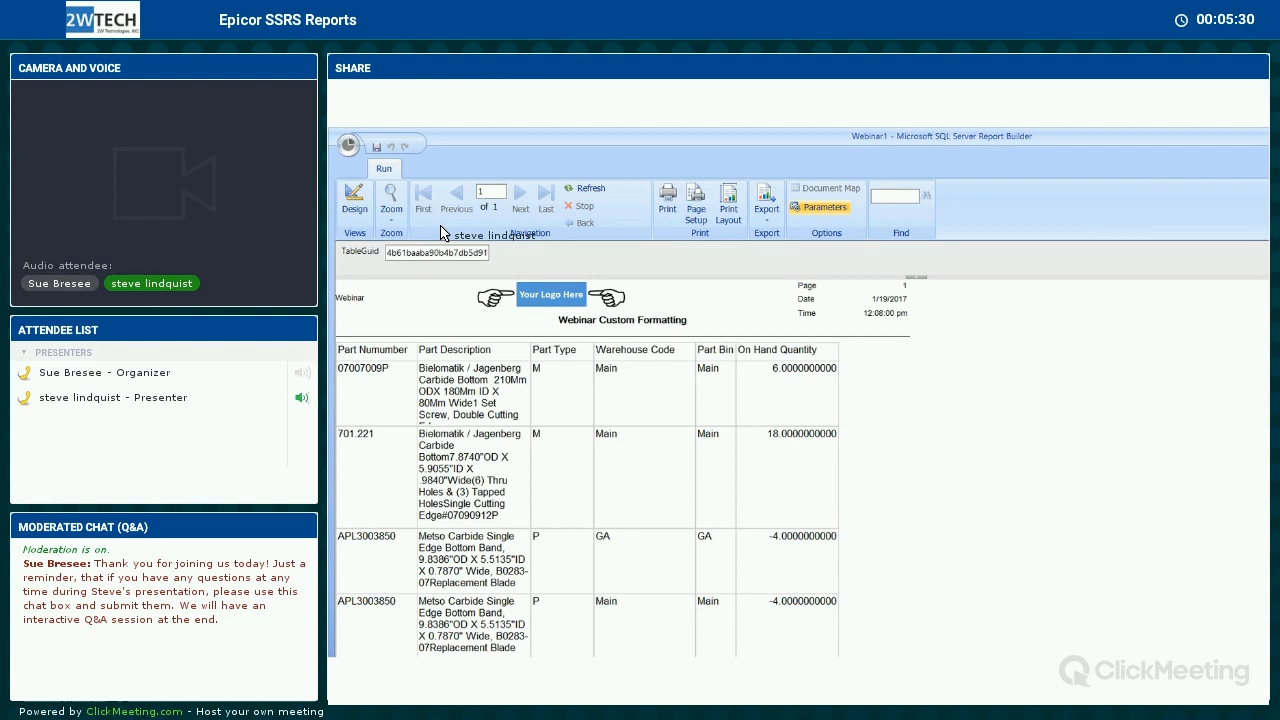 2WTECH
2W Technologies, INC
Epicor SSRS Reports
00:05:30
CAMERA AND VOICE
Audio attendee:
Sue Bresee
steve lindquist
ATTENDEE LIST
PRESENTERS
Sue Bresee - Organizer
steve lindquist - Presenter
MODERATED CHAT (Q&A)
Moderation is on.
Sue Bresee: Thank you for joining us today! Just a
reminder, that if you have any questions at any
time during Steve's presentation, please use this
chat box and submit them. We will have an
interactive Q&A session at the end.
Powered by ClickMeeting.com - Host your own meeting
SHARE
Webinar1 - Microsoft SQL Server Report Builder
Run
Design
Zoom
First
Previous
1
of 1
Next
Last
Refresh
Stop
Back
Print
Page Setup
Print Layout
Export
Document Map
Parameters
Views
Zoom
Navigation
Print
Export
Options
Find
steve lindquist
TableGuid
4b61baaba90b4b7db5d91
Webinar
Your Logo Here
Page 1
Date 1/19/2017
Time 12:08:00 pm
Webinar Custom Formatting
Part Numumber Part Description Part Type Warehouse Code Part Bin On Hand Quantity
07007009P Bielomatik / Jagenberg M Main Main 6.0000000000
Carbide Bottom 210Mm
ODX 180Mm ID X
80Mm Wide1 Set
Screw, Double Cutting
701.221 Bielomatik / Jagenberg M Main Main 18.0000000000
Carbide
Bottom7.8740"OD X
5.9055"ID X
.9840"Wide(6) Thru
Holes & (3) Tapped
HolesSingle Cutting
Edge#07090912P
APL3003850 Metso Carbide Single P GA GA -4.0000000000
Edge Bottom Band,
9.8386"OD X 5.5135"ID
X 0.7870" Wide, B0283-
07Replacement Blade
APL3003850 Metso Carbide Single P Main Main -4.0000000000
Edge Bottom Band,
9.8386"OD X 5.5135"ID
X 0.7870" Wide, B0283-
07Replacement Blade
ClickMeeting